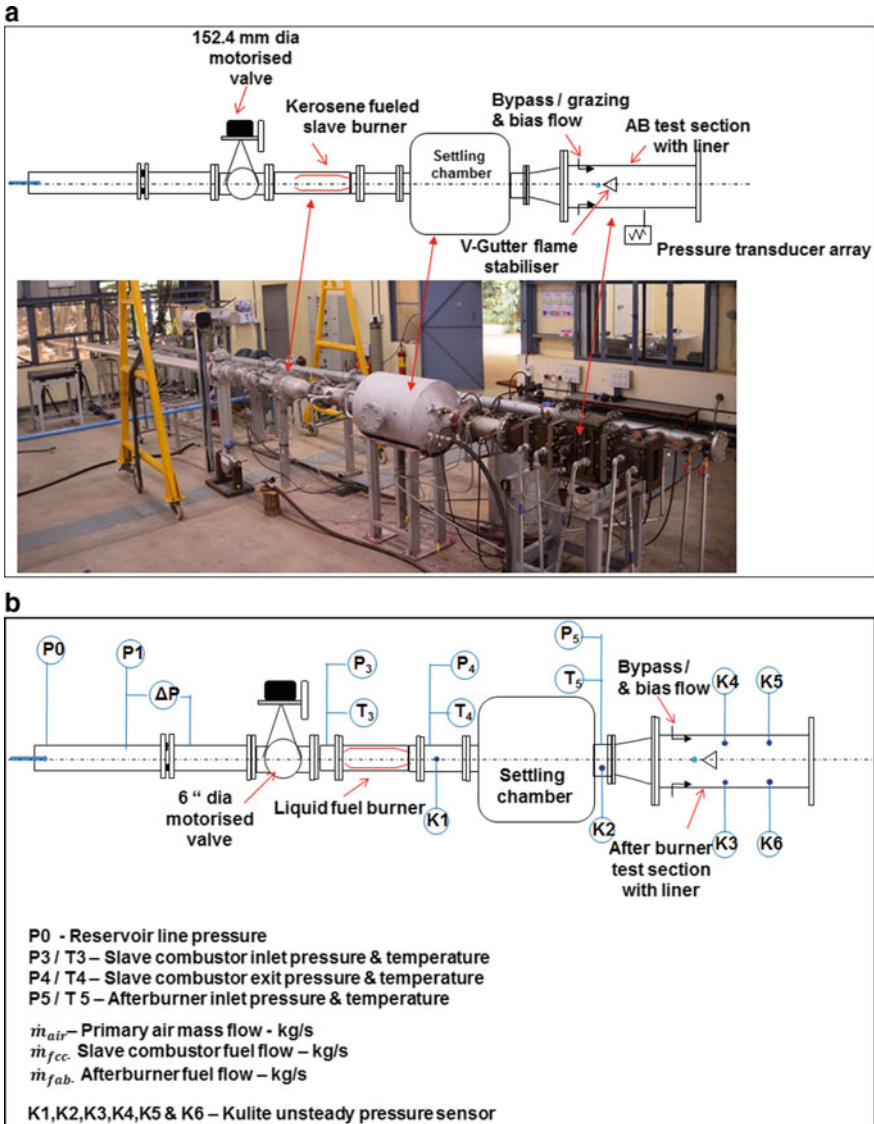 a
152.4 mm dia
motorised
valve
Kerosene fueled
slave burner
Settling
chamber
Bypass / grazing
& bias flow
AB test section
with liner
V-Gutter flame
stabiliser
Pressure transducer array
b
P0
P1
ΔP
P3
T3
P4
T4
P5
T5
Bypass /
& bias flow
K4
K5
6 " dia
motorised
valve
Liquid fuel burner
K1
Settling
chamber
K2
After burner
test section
with liner
K3
K6
P0 - Reservoir line pressure
P3 / T3 – Slave combustor inlet pressure & temperature
P4 / T4 – Slave combustor exit pressure & temperature
P5 / T 5 – Afterburner inlet pressure & temperature
ṁair– Primary air mass flow - kg/s
ṁfcc- Slave combustor fuel flow – kg/s
ṁfab- Afterburner fuel flow – kg/s
K1,K2,K3,K4,K5 & K6 – Kulite unsteady pressure sensor